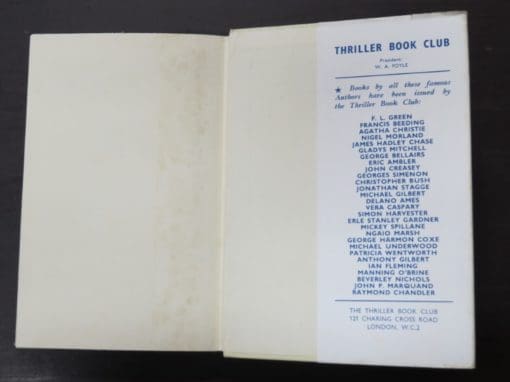 THRILLER BOOK CLUB
President:
W. A. FOYLE
★ Books by all these famous
Authors have been issued by
the Thriller Book Club:
F. L. GREEN
FRANCIS BEEDING
AGATHA CHRISTIE
NIGEL MORLAND
JAMES HADLEY CHASE
GLADYS MITCHELL
GEORGE BELLAIRS
ERIC AMBLER
JOHN CREASEY
GEORGES SIMENON
CHRISTOPHER BUSH
JONATHAN STAGGE
MICHAEL GILBERT
DELANO AMES
VERA CASPARY
SIMON HARVESTER
ERLE STANLEY GARDNER
MICKEY SPILLANE
NGAIO MARSH
GEORGE HARMON COXE
MICHAEL UNDERWOOD
PATRICIA WENTWORTH
ANTHONY GILBERT
IAN FLEMING
MANNING O'BRINE
BEVERLEY NICHOLS
JOHN P. MARQUAND
RAYMOND CHANDLER
THE THRILLER BOOK CLUB
121 CHARING CROSS ROAD
LONDON, W.C.2